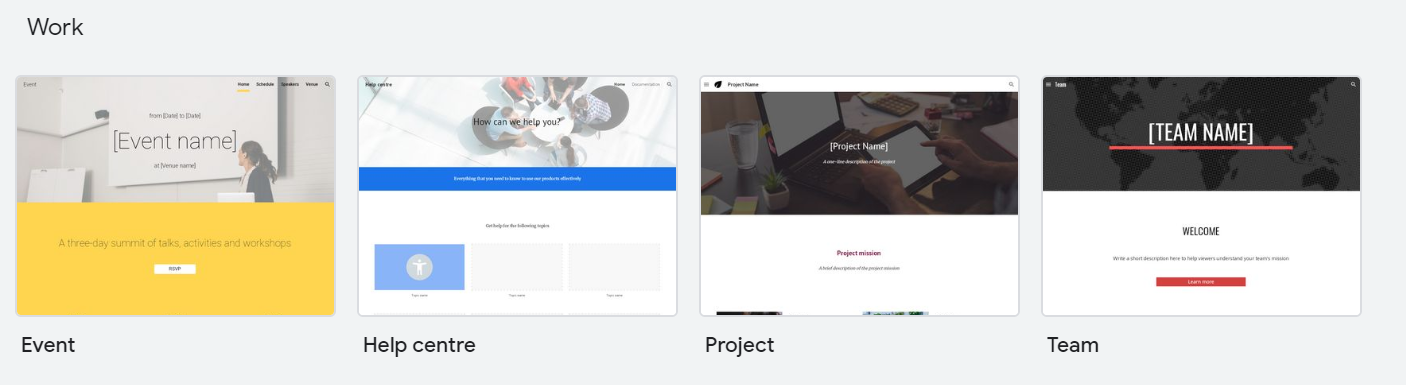 Work
Event
Home Schedule Speakers Venue
from [Date] to [Date]
[Event name]
at [Venue name]
A three-day summit of talks, activities and workshops
RSVP
Event
Help centre
Home Documentation
How can we help you?
Everything that you need to know to use our products effectively
Get help for the following topics
Topic name
Topic name
Topic name
Help centre
Project Name
[Project Name]
A one-line description of the project
Project mission
A brief description of the project mission
Project
Team
[TEAM NAME]
WELCOME
Write a short description here to help viewers understand your team's mission
Learn more
Team